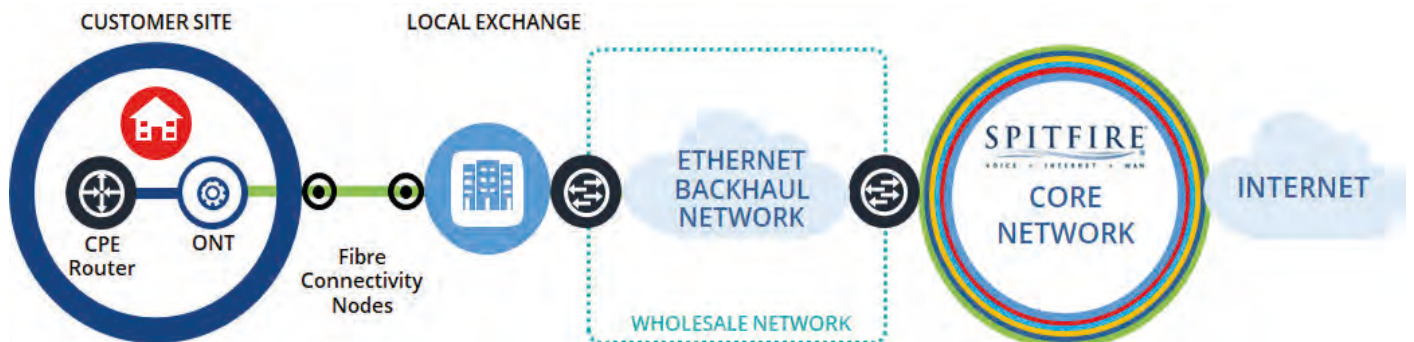 CUSTOMER SITE
LOCAL EXCHANGE
CPE
Router
ONT
Fibre
Connectivity
Nodes
ETHERNET
BACKHAUL
NETWORK
WHOLESALE NETWORK
SPITFIRE
VOICE • INTERNET • WAN
CORE
NETWORK
INTERNET